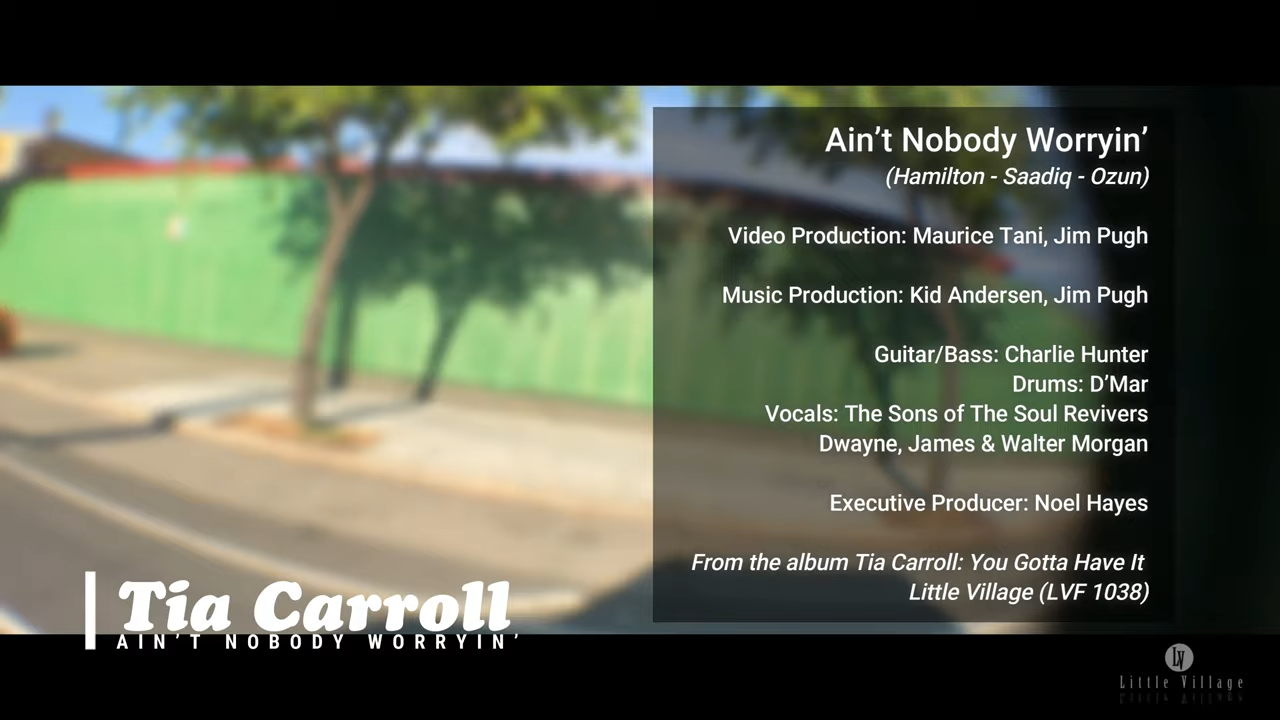 Ain’t Nobody Worryin’
(Hamilton - Saadiq - Ozun)
Video Production: Maurice Tani, Jim Pugh
Music Production: Kid Andersen, Jim Pugh
Guitar/Bass: Charlie Hunter
Drums: D’Mar
Vocals: The Sons of The Soul Revivers
Dwayne, James & Walter Morgan
Executive Producer: Noel Hayes
From the album Tia Carroll: You Gotta Have It
Little Village (LVF 1038)
Tia Carroll
AIN’T NOBODY WORRYIN’
LV
Little Village